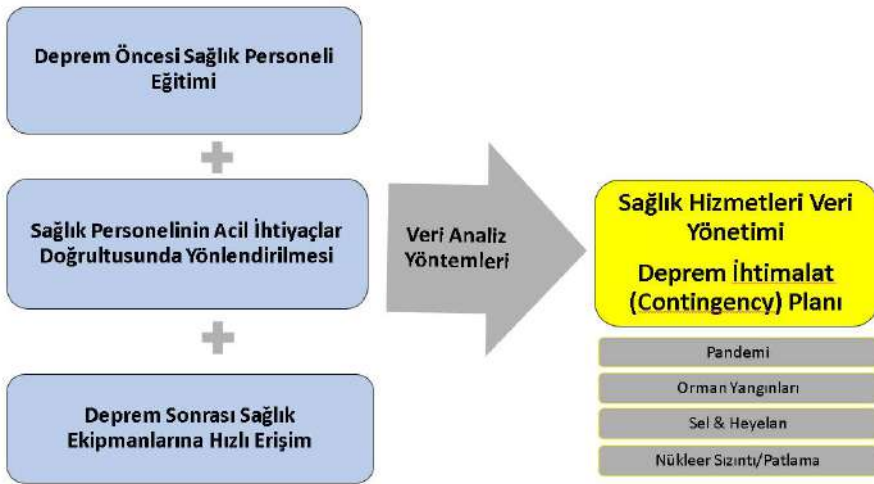 Deprem Öncesi Sağlık Personeli
Eğitimi
Sağlık Personelinin Acil İhtiyaçlar
Doğrultusunda Yönlendirilmesi
Deprem Sonrası Sağlık
Ekipmanlarına Hızlı Erişim
Veri Analiz
Yöntemleri
Sağlık Hizmetleri Veri
Yönetimi
Deprem İhtimalat
(Contingency) Planı
Pandemi
Orman Yangınları
Sel & Heyelan
Nükleer Sızıntı/Patlama